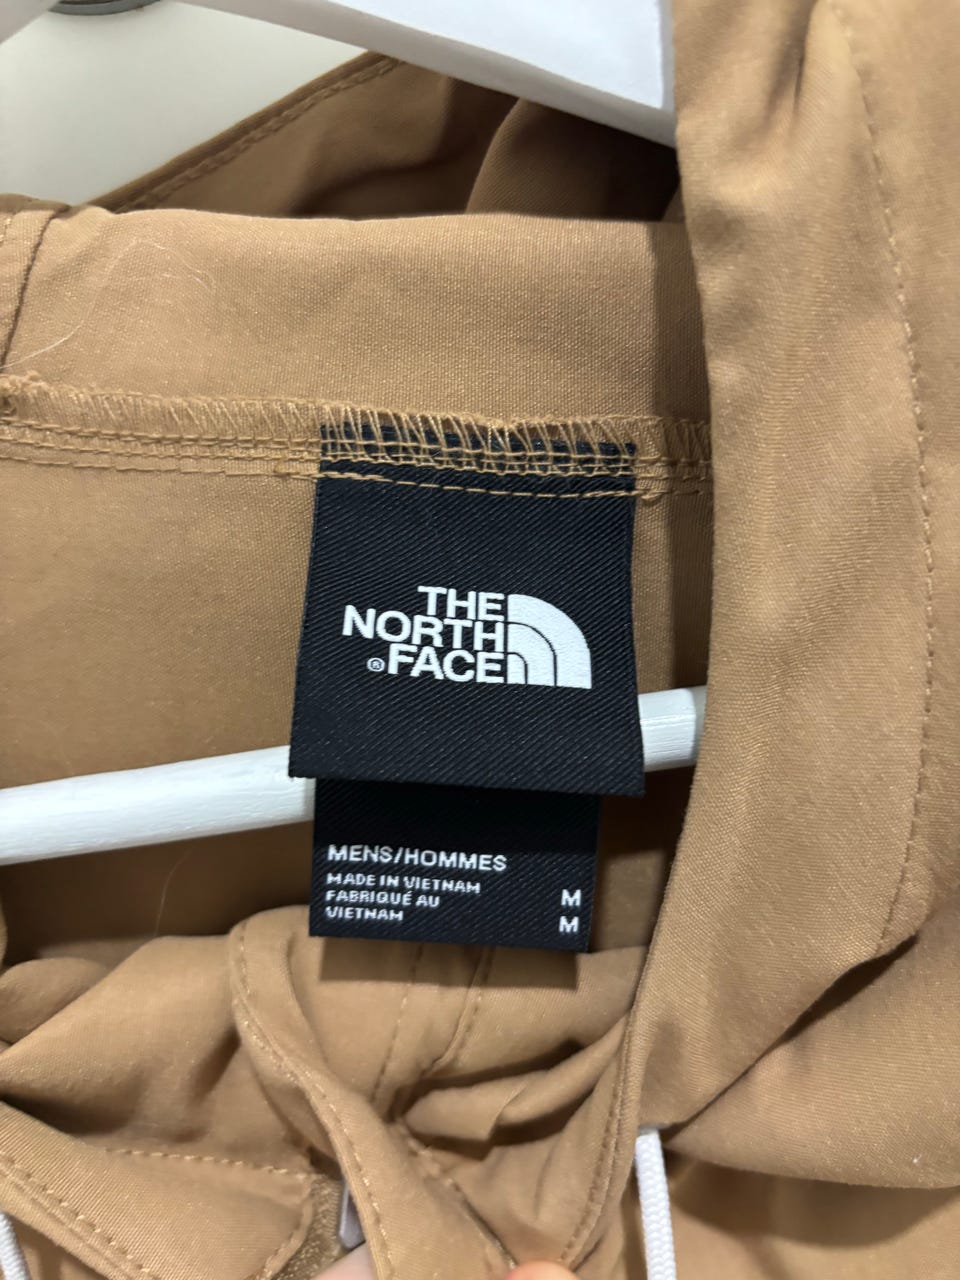 THE
NORTH
®FACE
MENS/HOMMES
MADE IN VIETNAM
FABRIQUÉ AU
VIETNAM
M
M